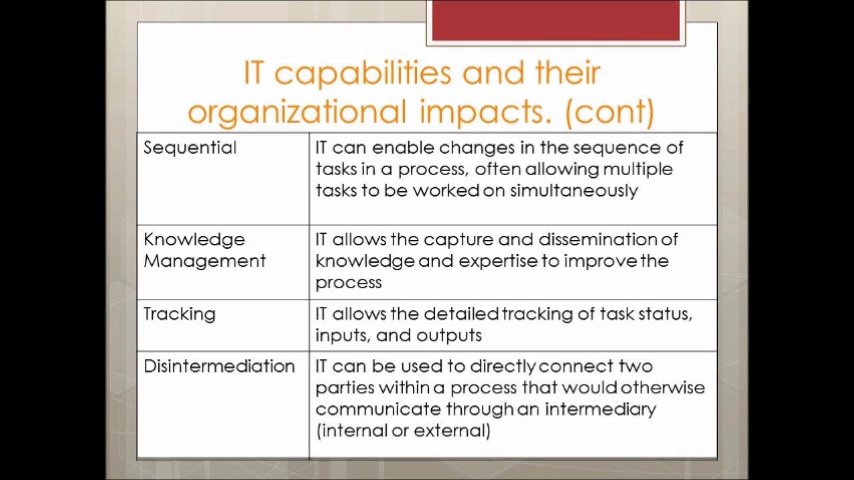 IT capabilities and their
organizational impacts. (cont)
Sequential
IT can enable changes in the sequence of
tasks in a process, often allowing multiple
tasks to be worked on simultaneously
Knowledge
Management
IT allows the capture and dissemination of
knowledge and expertise to improve the
process
Tracking
IT allows the detailed tracking of task status,
inputs, and outputs
Disintermediation
IT can be used to directly connect two
parties within a process that would otherwise
communicate through an intermediary
(internal or external)